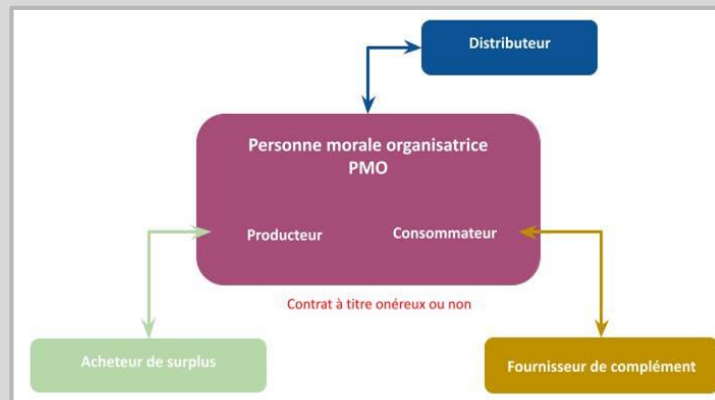 Distributeur
Personne morale organisatrice
PMO
Producteur
Consommateur
Contrat à titre onéreux ou non
Acheteur de surplus
Fournisseur de complément